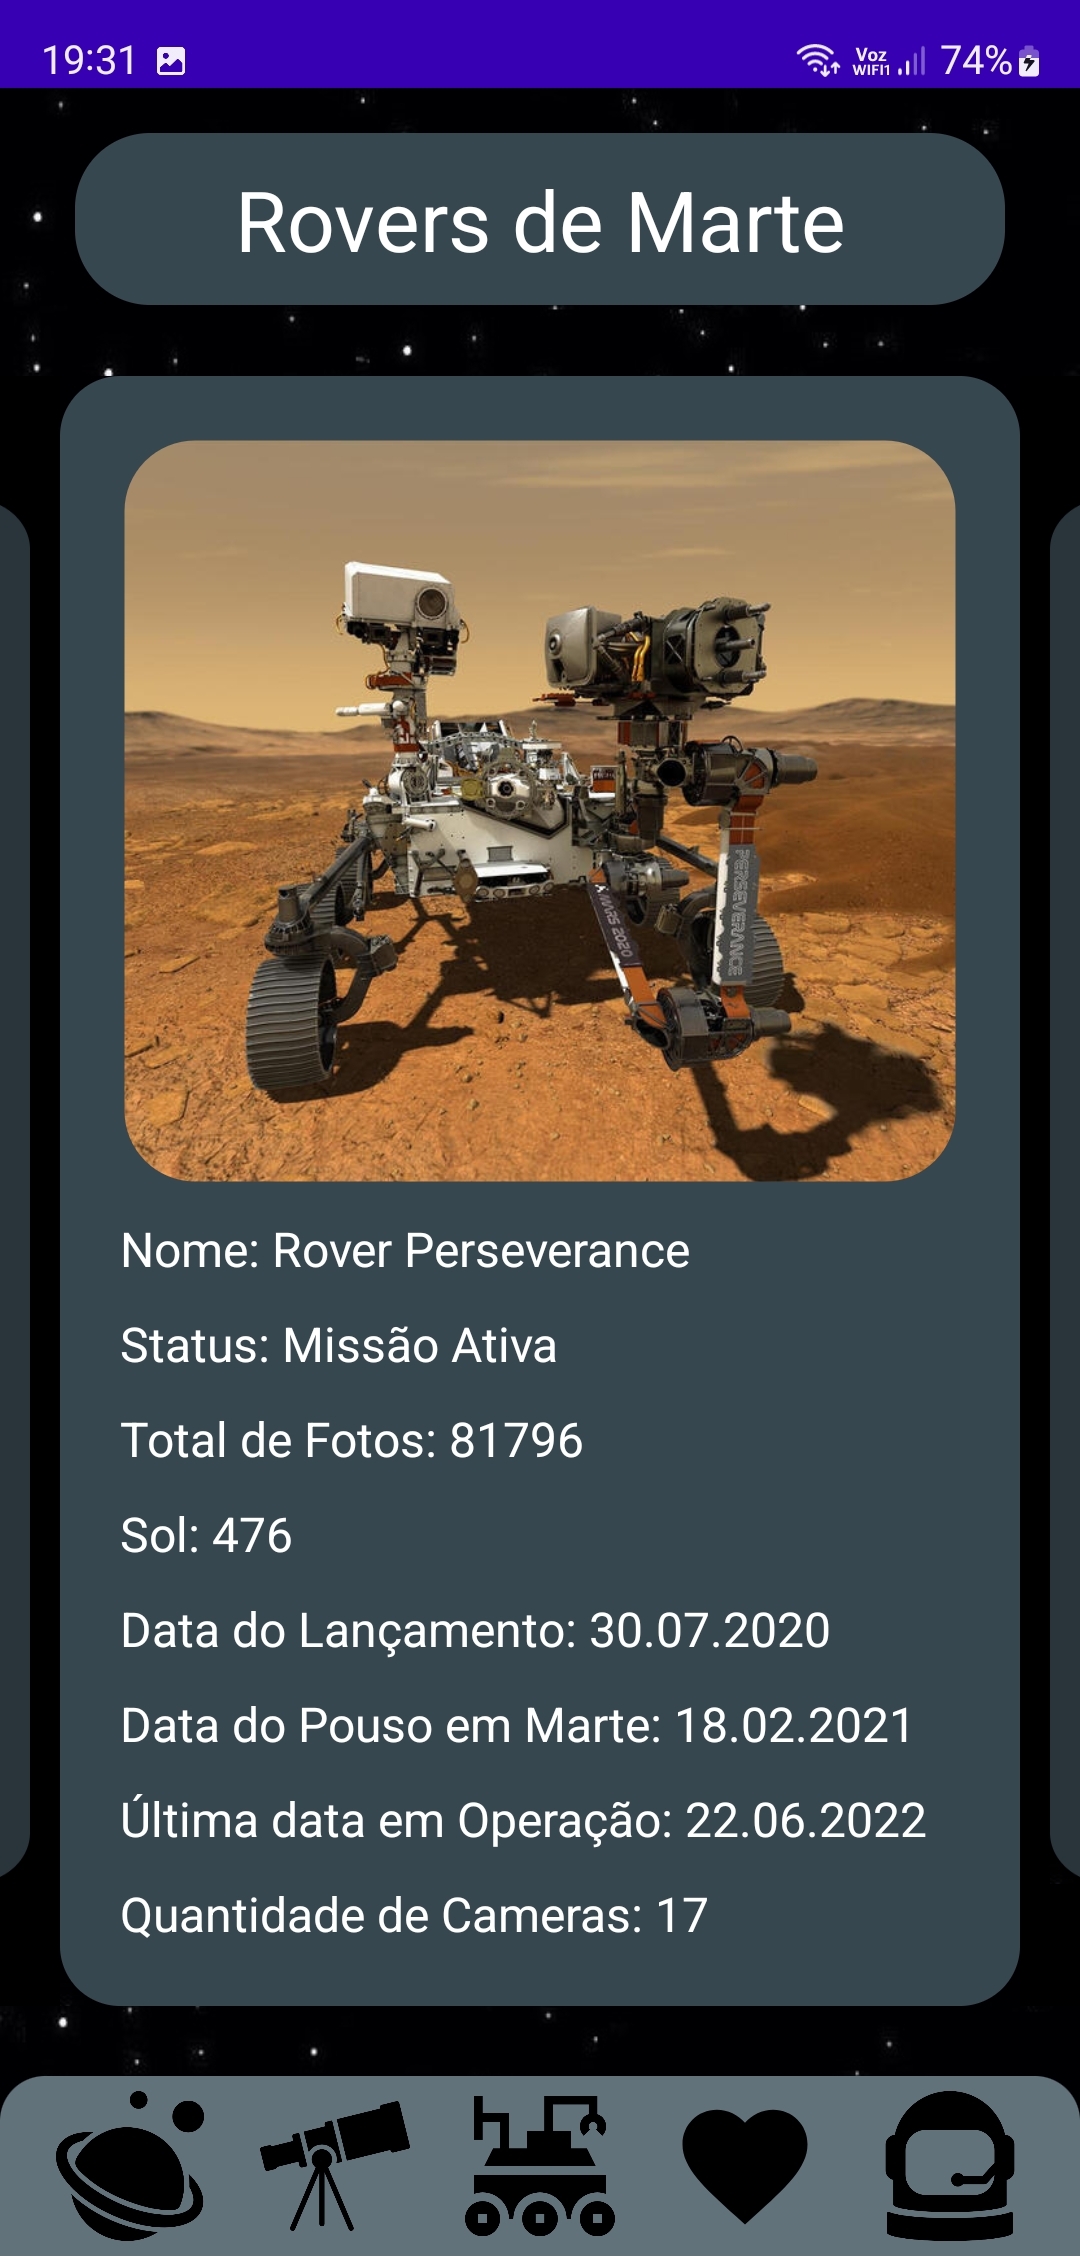 19:31
Voz
WIFI1
74%
Rovers de Marte
PERSEVERANCE
MARS 2020
Nome: Rover Perseverance
Status: Missão Ativa
Total de Fotos: 81796
Sol: 476
Data do Lançamento: 30.07.2020
Data do Pouso em Marte: 18.02.2021
Última data em Operação: 22.06.2022
Quantidade de Cameras: 17